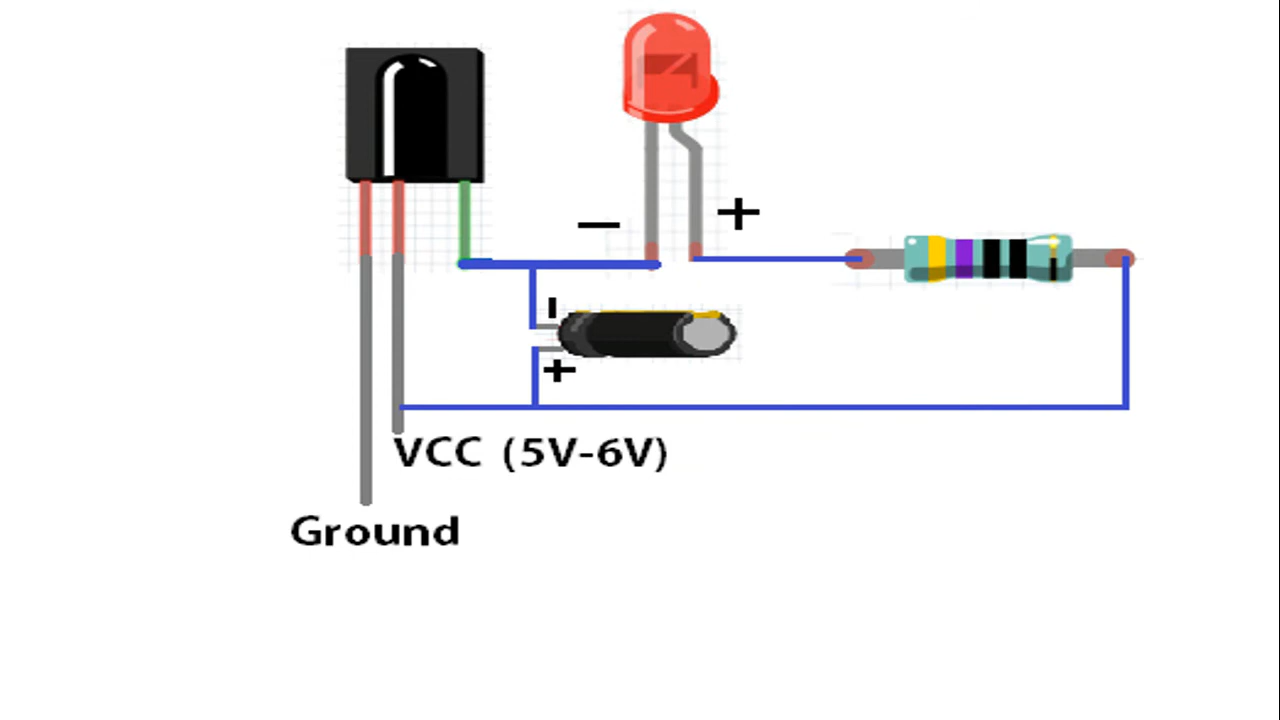 −
+
−
+
VCC (5V-6V)
Ground